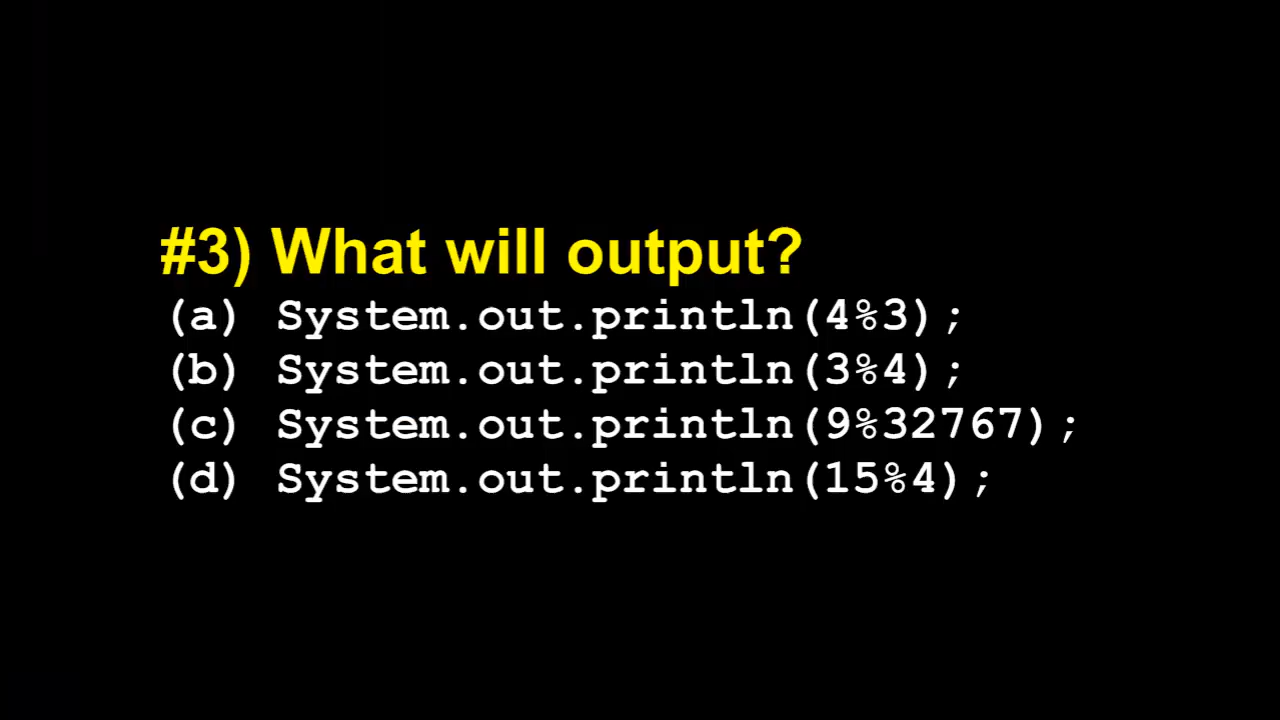 #3) What will output?
(a) System.out.println(4%3);
(b) System.out.println(3%4);
(c) System.out.println(9%32767);
(d) System.out.println(15%4);